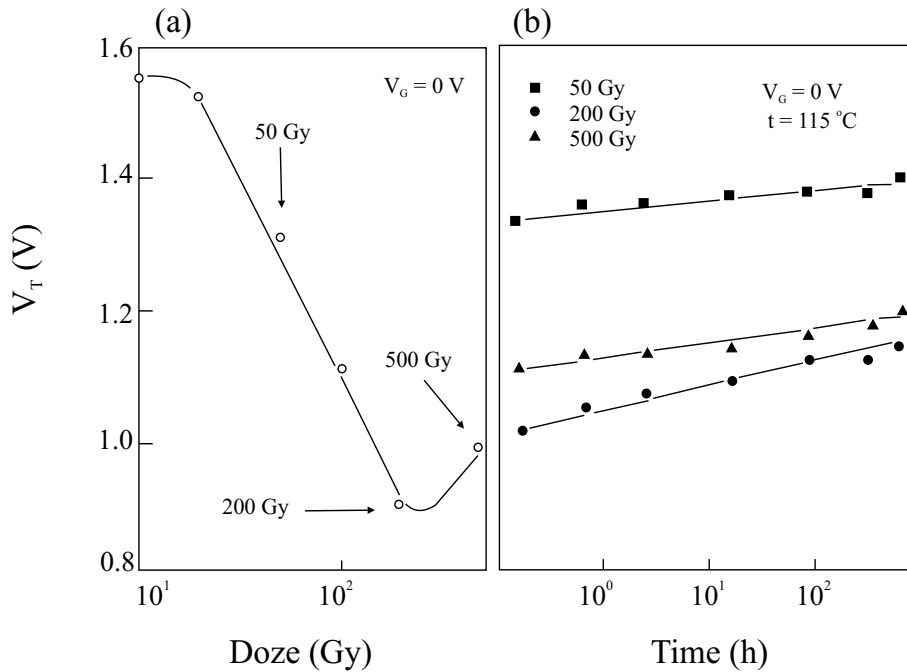 (a)
V_G = 0 V
50 Gy
500 Gy
200 Gy
1.6
1.4
1.2
1.0
0.8
V_T (V)
10^1
10^2
Doze (Gy)
(b)
50 Gy
200 Gy
500 Gy
V_G = 0 V
t = 115 °C
10^0
10^1
10^2
Time (h)